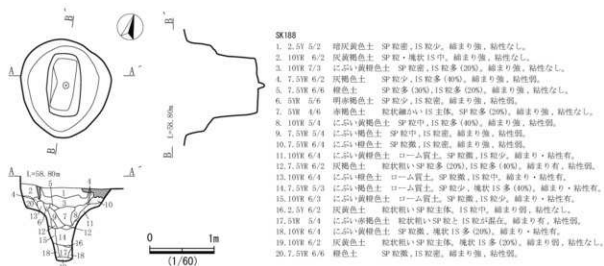 B'
A
A'
B
L=58.80m
L=58.80m
A
A'
0 1m
(1/60)
SK188
1. 2.5Y 5/2 暗灰黄色土 SP粒密、IS粒少、締まり強、粘性なし。
2. 10YR 6/2 灰黄褐色土 SP粒・塊状IS中、締まり強、粘性なし。
3. 10YR 7/3 にぶい黄橙色土 SP粒密、IS粒多(20%)、締まり強、粘性なし。
4. 7.5YR 6/2 灰褐色土 SP粒少、IS粒多(40%)、締まり強、粘性弱。
5. 7.5YR 6/6 橙色土 SP粒多(30%)、IS粒多(20%)、締まり強、粘性なし。
6. 5YR 5/6 明赤褐色土 SP粒少、IS粒密、締まり強、粘性弱。
7. 5YR 4/6 赤褐色土 粒状細かいIS主体、SP粒多(20%)、締まり強、粘性弱。
8. 10YR 5/4 にぶい黄褐色土 SP粒中、IS粒多(40%)、締まり強、粘性弱。
9. 7.5YR 5/4 にぶい褐色土 SP粒中、IS粒密、締まり強、粘性弱。
10. 7.5YR 6/4 にぶい橙色土 SP粒微、IS粒密、締まり強、粘性弱。
11. 10YR 6/4 にぶい黄橙色土 ローム質土、SP粒微、IS粒少、締まり・粘性有。
12. 7.5YR 6/2 灰褐色土 粒状粗いSP粒多(20%)、IS粒多(40%)、締まり有、粘性弱。
13. 10YR 6/4 にぶい橙色土 ローム質土、SP粒微、IS粒中、締まり・粘性有。
14. 7.5YR 5/3 にぶい褐色土 ローム質土、SP粒少、塊状IS多(40%)、締まり・粘性有。
15. 10YR 6/3 にぶい黄橙色土 ローム質土、SP粒微、IS粒少、締まり・粘性有。
16. 2.5Y 6/2 灰黄色土 粒状粗いSP粒主体、IS粒中、締まり弱、粘性なし。
17. 5YR 5/4 にぶい赤褐色土 粒状粗いSP粒とIS粒が混在、締まり有、粘性弱。
18. 10YR 6/4 にぶい黄橙色土 SP粒微、塊状IS多(20%)、締まり・粘性有。
19. 10YR 6/2 灰黄褐色土 粒状粗いSP粒主体、塊状IS多(20%)、締まり弱、粘性なし。
20. 7.5YR 6/6 橙色土 SP粒微、IS粒密、締まり強、粘性弱。